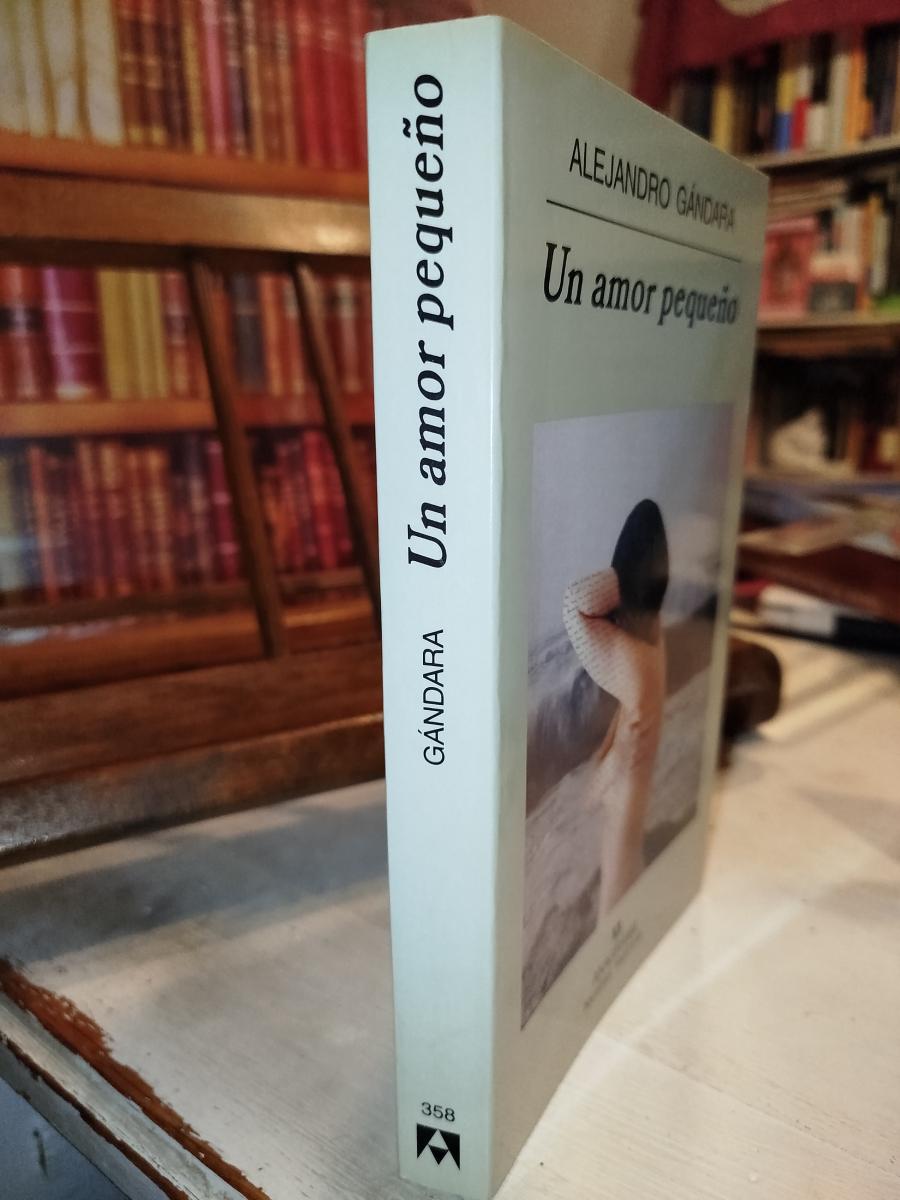 Un amor pequeño
GÁNDARA
358
ALEJANDRO GÁNDARA
Un amor pequeño